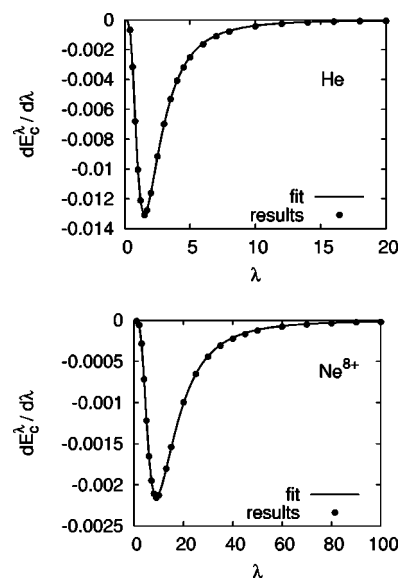 0
-0.002
-0.004
-0.006
-0.008
-0.01
-0.012
-0.014
dE_c^λ / dλ
He
fit
results
0 5 10 15 20
λ
0
-0.0005
-0.001
-0.0015
-0.002
-0.0025
dE_c^λ / dλ
Ne^8+
fit
results
0 20 40 60 80 100
λ